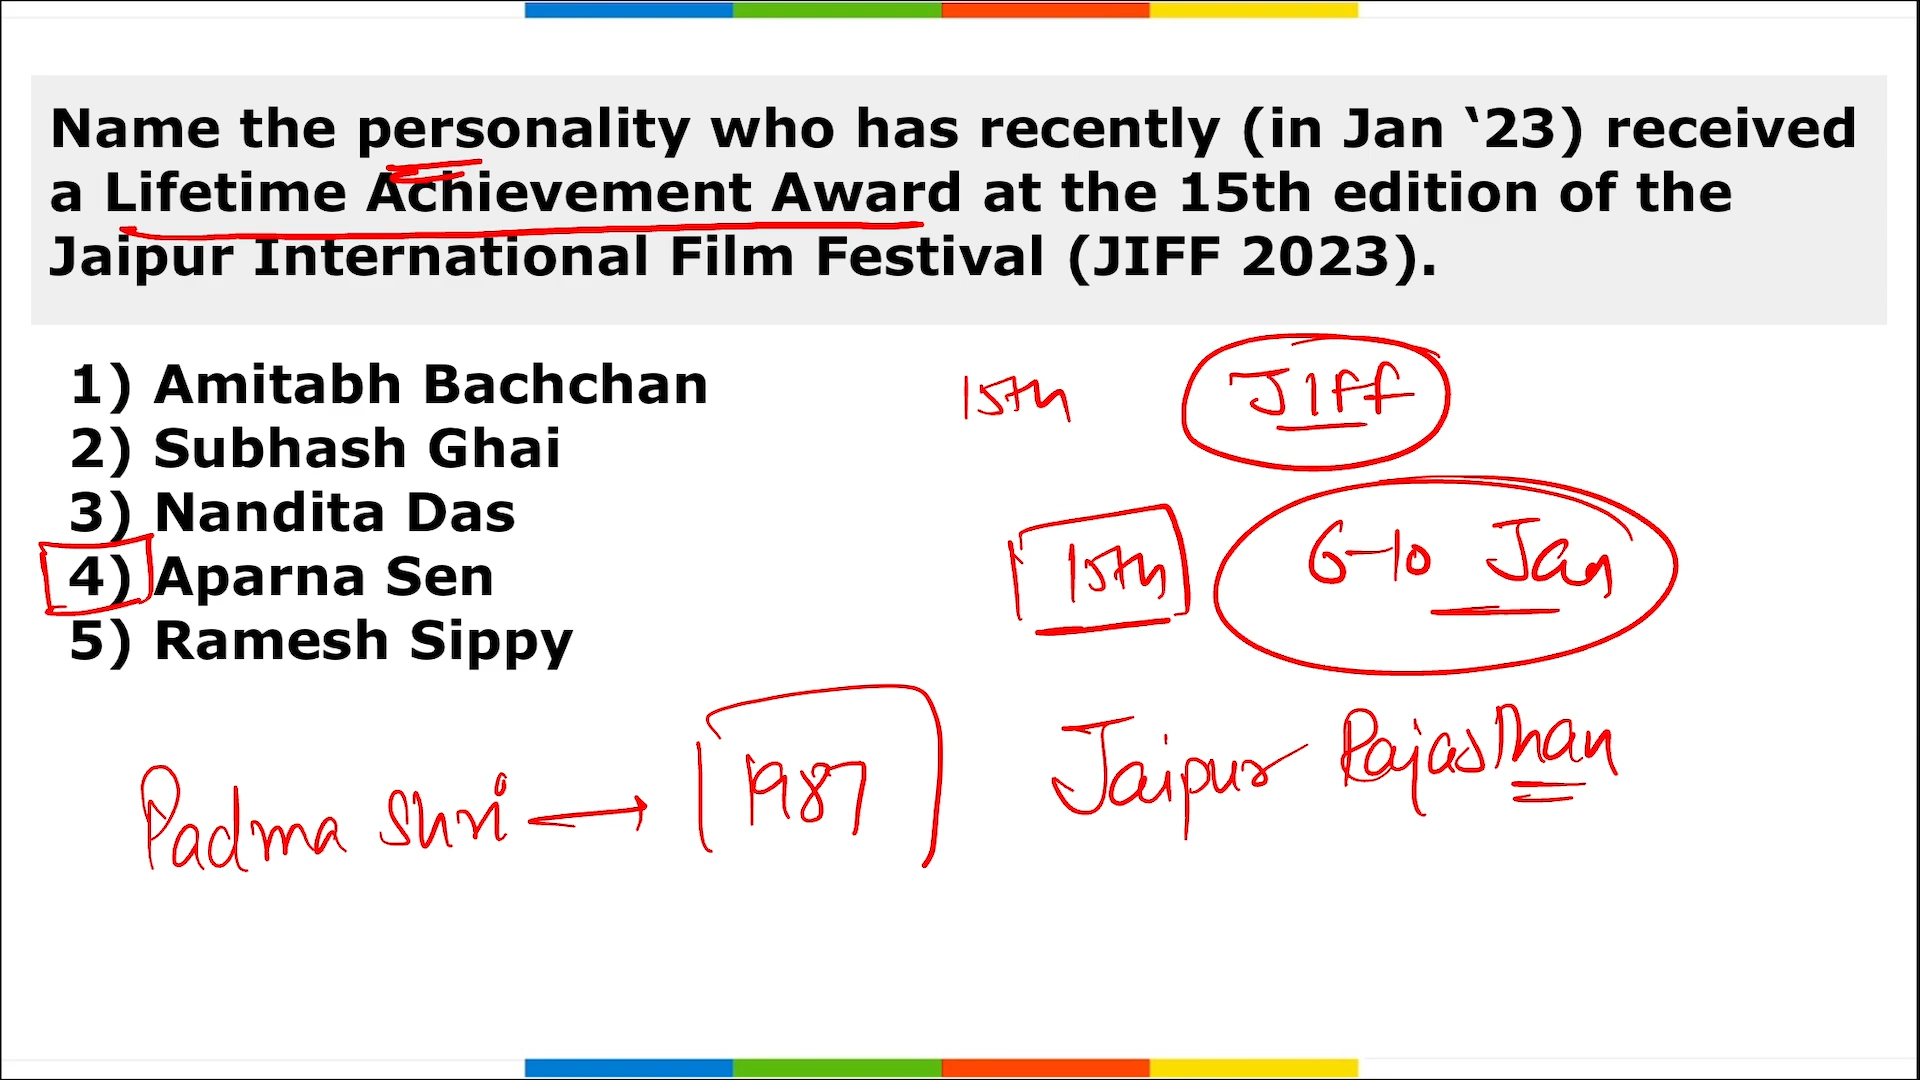 Name the personality who has recently (in Jan ‘23) received
a Lifetime Achievement Award at the 15th edition of the
Jaipur International Film Festival (JIFF 2023).
1) Amitabh Bachchan
2) Subhash Ghai
3) Nandita Das
4) Aparna Sen
5) Ramesh Sippy
15th JIFF
15th 6-10 Jan
Jaipur Rajasthan
Padma Shri 1987